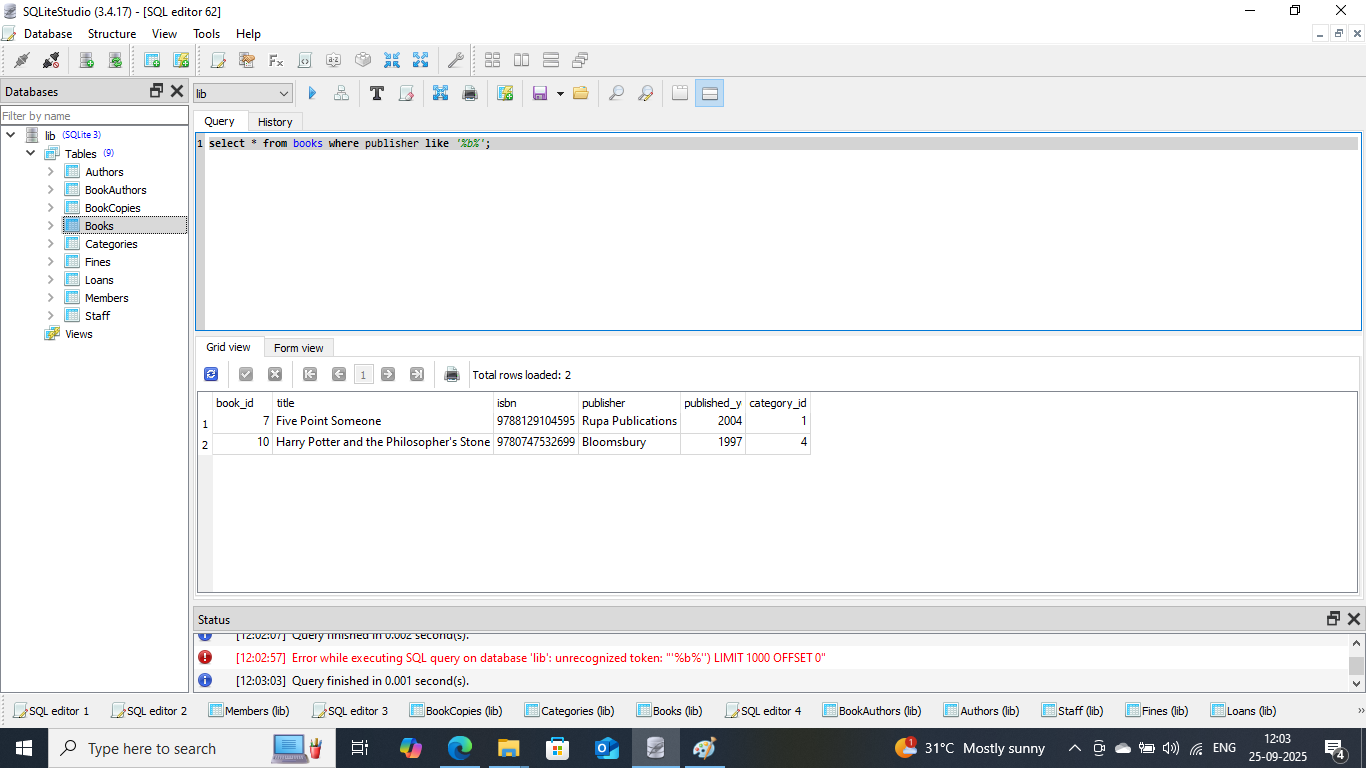 SQLiteStudio (3.4.17) - [SQL editor 62]
Database Structure View Tools Help
Databases
lib
Filter by name
lib (SQLite 3)
Tables (9)
Authors
BookAuthors
BookCopies
Books
Categories
Fines
Loans
Members
Staff
Views
Query History
1 select * from books where publisher like '%b%';
Grid view Form view
1 Total rows loaded: 2
book_id title isbn publisher published_y category_id
1 7 Five Point Someone 9788129104595 Rupa Publications 2004 1
2 10 Harry Potter and the Philosopher's Stone 9780747532699 Bloomsbury 1997 4
Status
[12:02:07] Query finished in 0.002 second(s).
[12:02:57] Error while executing SQL query on database 'lib': unrecognized token: "'%b%'') LIMIT 1000 OFFSET 0"
[12:03:03] Query finished in 0.001 second(s).
SQL editor 1 SQL editor 2 Members (lib) SQL editor 3 BookCopies (lib) Categories (lib) Books (lib) SQL editor 4 BookAuthors (lib) Authors (lib) Staff (lib) Fines (lib) Loans (lib) »
Type here to search
1 31°C Mostly sunny ENG 12:03
25-09-2025 4